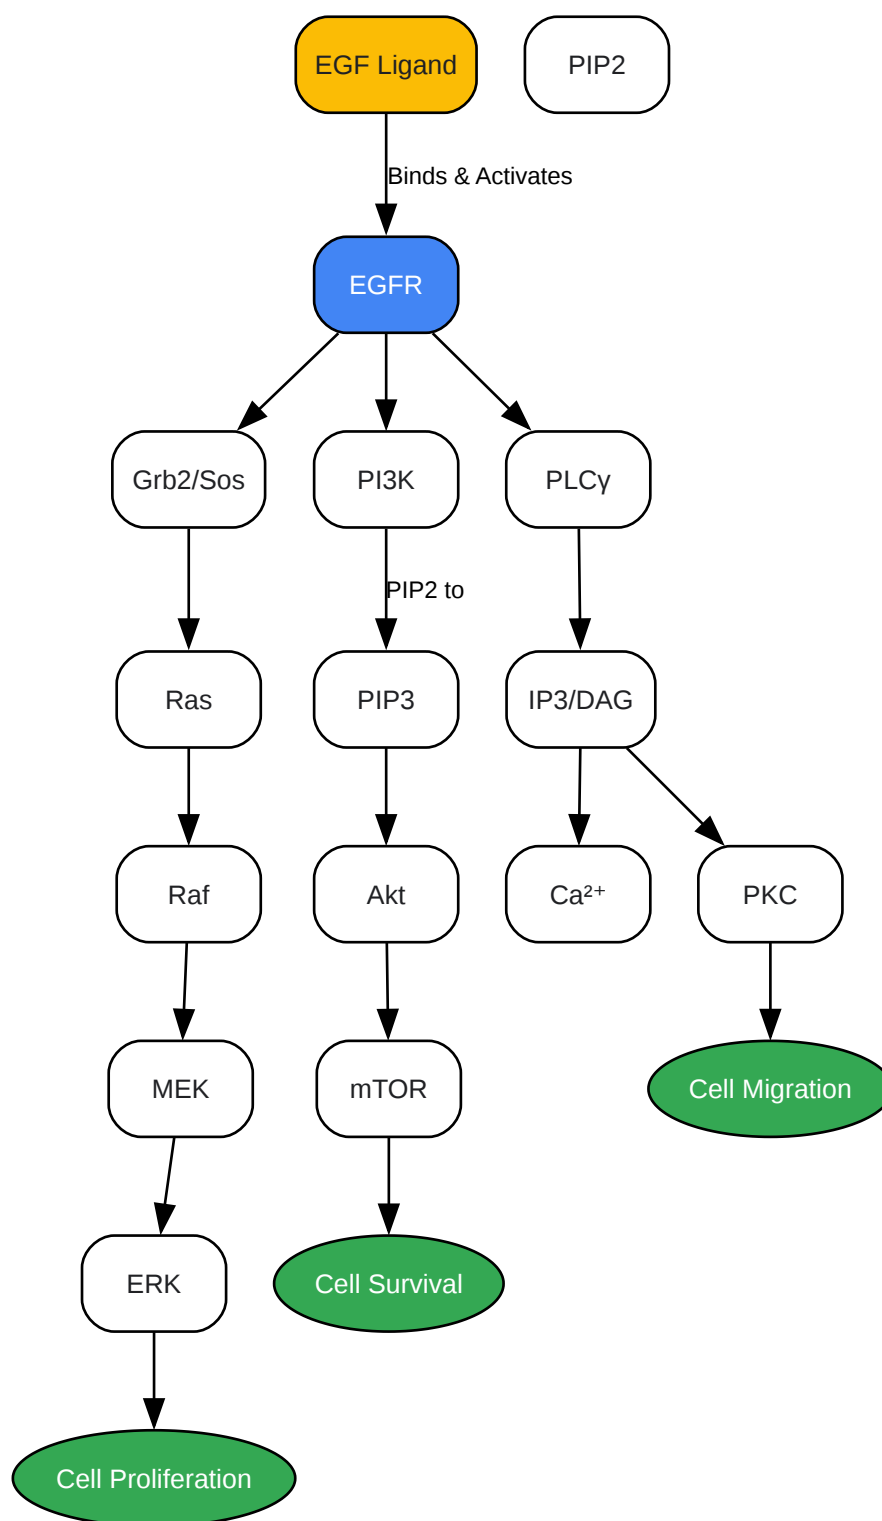 EGF Ligand
PIP2
Binds & Activates
EGFR
Grb2/Sos
PI3K
PLCγ
PIP2 to
Ras
PIP3
IP3/DAG
Raf
Akt
Ca²⁺
PKC
MEK
mTOR
Cell Migration
ERK
Cell Survival
Cell Proliferation